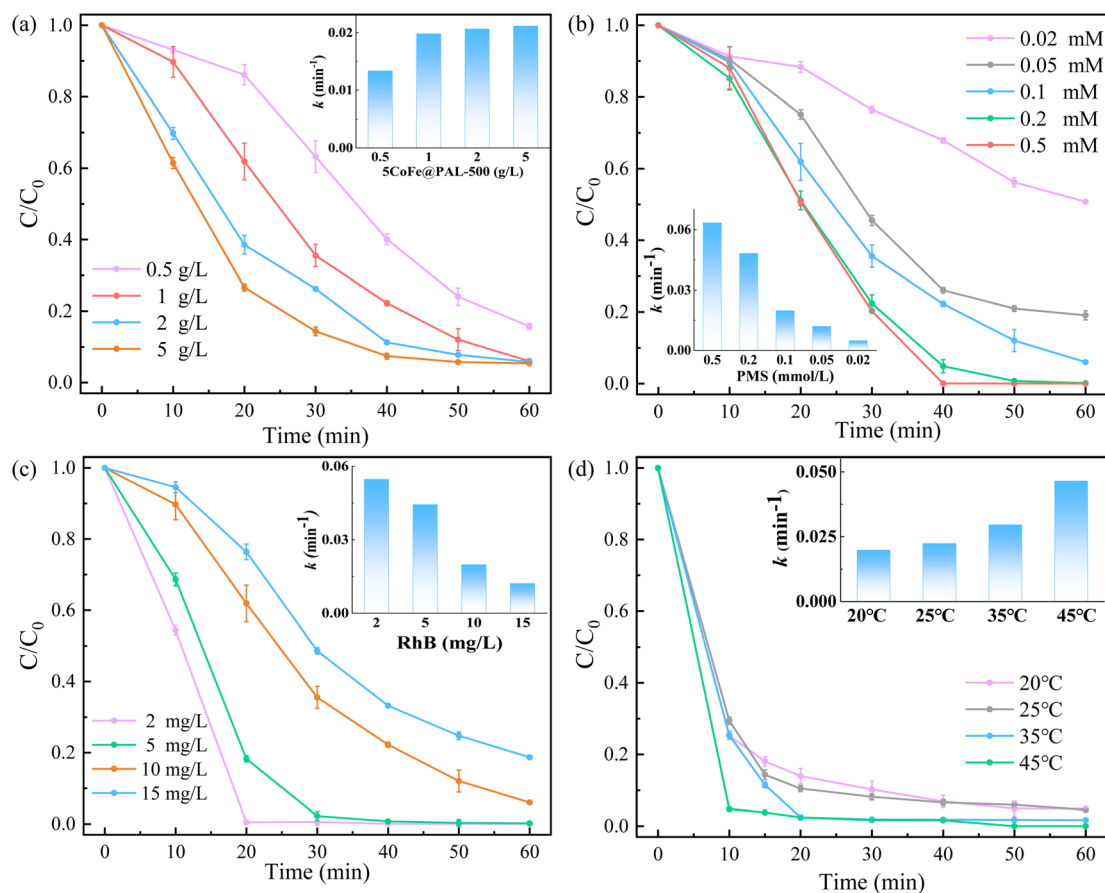 (a)
C/C0
1.0
0.8
0.6
0.4
0.2
0.0
0 10 20 30 40 50 60
Time (min)
0.5 g/L
1 g/L
2 g/L
5 g/L
k (min-1)
0.02
0.01
0.00
0.5 1 2 5
5CoFe@PAL-500 (g/L)
(b)
C/C0
1.0
0.8
0.6
0.4
0.2
0.0
0 10 20 30 40 50 60
Time (min)
0.02 mM
0.05 mM
0.1 mM
0.2 mM
0.5 mM
k (min-1)
0.06
0.03
0.00
0.5 0.2 0.1 0.05 0.02
PMS (mmol/L)
(c)
C/C0
1.0
0.8
0.6
0.4
0.2
0.0
0 10 20 30 40 50 60
Time (min)
2 mg/L
5 mg/L
10 mg/L
15 mg/L
k (min-1)
0.06
0.03
0.00
2 5 10 15
RhB (mg/L)
(d)
C/C0
1.0
0.8
0.6
0.4
0.2
0.0
0 10 20 30 40 50 60
Time (min)
20℃
25℃
35℃
45℃
k (min-1)
0.050
0.025
0.000
20℃ 25℃ 35℃ 45℃